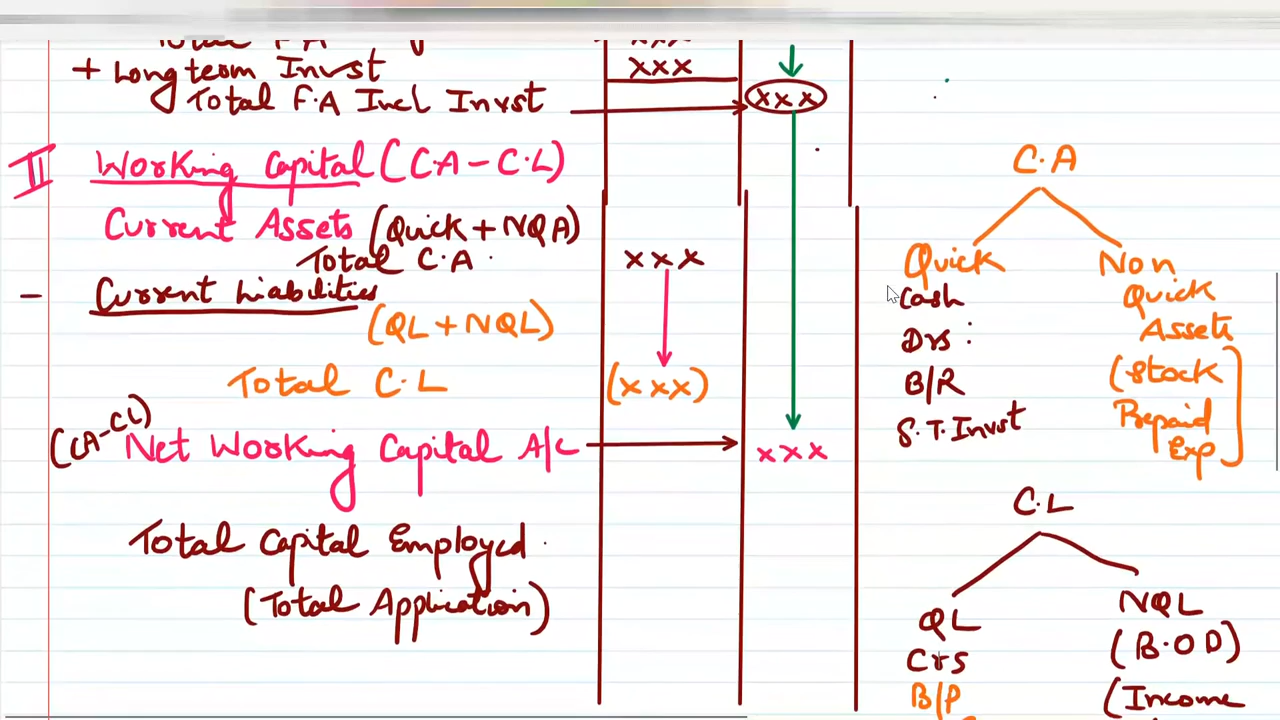 Total F A
xxx
+ Long term Invst xxx
Total F.A Incl Invst xxx
II Working Capital (C.A - C.L)
Current Assets (Quick + NQA)
Total C.A. xxx
- Current Liabilities
(QL + NQL)
Total C.L (xxx)
(CA-CL) Net Working Capital A/c xxx
Total Capital Employed.
(Total Application)
C.A
Quick
Cash
Drs :
B/R
S.T. Invst
Non
Quick
Assets
(Stock
Prepaid
Exp)
C.L
QL
Crs
B/P
NQL
(B.O D)
(Income